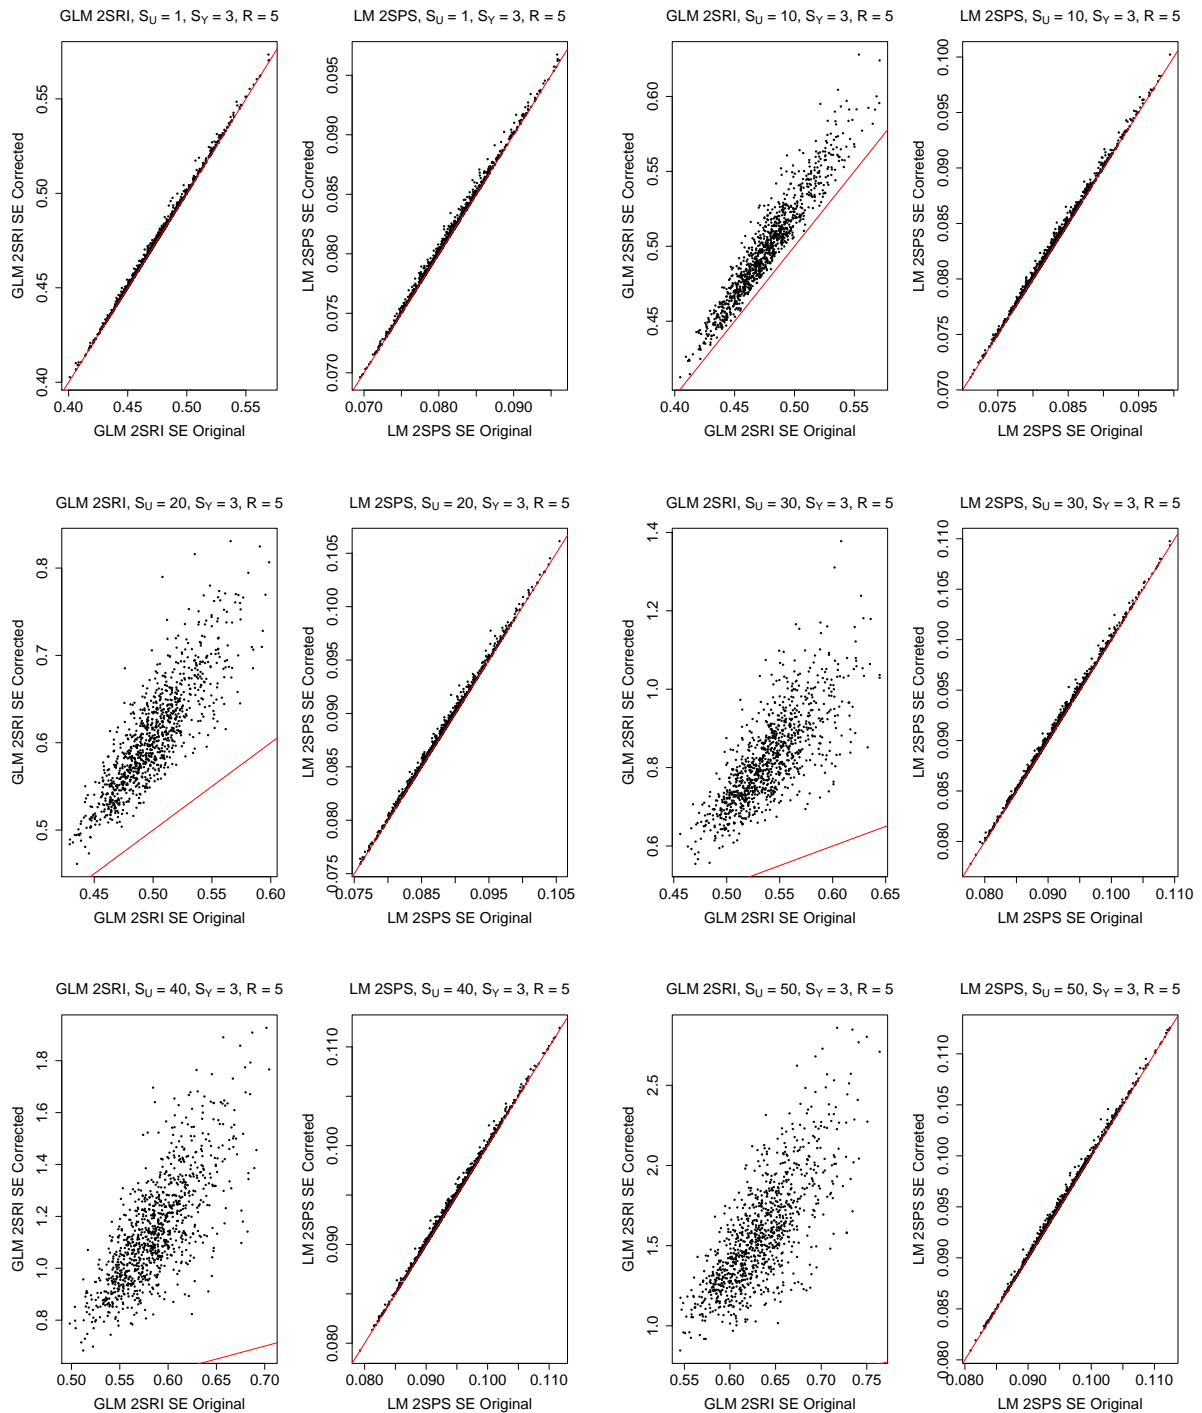 GLM 2SRI, S_U = 1, S_Y = 3, R = 5
GLM 2SRI SE Corrected
0.40 0.45 0.50 0.55
0.40 0.45 0.50 0.55
GLM 2SRI SE Original
LM 2SPS, S_U = 1, S_Y = 3, R = 5
LM 2SPS SE Correted
0.070 0.075 0.080 0.085 0.090 0.095
0.070 0.080 0.090
LM 2SPS SE Original
GLM 2SRI, S_U = 10, S_Y = 3, R = 5
GLM 2SRI SE Corrected
0.45 0.50 0.55 0.60
0.40 0.45 0.50 0.55
GLM 2SRI SE Original
LM 2SPS, S_U = 10, S_Y = 3, R = 5
LM 2SPS SE Correted
0.070 0.075 0.080 0.085 0.090 0.095 0.100
0.075 0.085 0.095
LM 2SPS SE Original
GLM 2SRI, S_U = 20, S_Y = 3, R = 5
GLM 2SRI SE Corrected
0.5 0.6 0.7 0.8
0.45 0.50 0.55 0.60
GLM 2SRI SE Original
LM 2SPS, S_U = 20, S_Y = 3, R = 5
LM 2SPS SE Correted
0.075 0.080 0.085 0.090 0.095 0.100 0.105
0.075 0.085 0.095 0.105
LM 2SPS SE Original
GLM 2SRI, S_U = 30, S_Y = 3, R = 5
GLM 2SRI SE Corrected
0.6 0.8 1.0 1.2 1.4
0.45 0.50 0.55 0.60 0.65
GLM 2SRI SE Original
LM 2SPS, S_U = 30, S_Y = 3, R = 5
LM 2SPS SE Correted
0.080 0.085 0.090 0.095 0.100 0.105 0.110
0.080 0.090 0.100 0.110
LM 2SPS SE Original
GLM 2SRI, S_U = 40, S_Y = 3, R = 5
GLM 2SRI SE Corrected
0.8 1.0 1.2 1.4 1.6 1.8
0.50 0.55 0.60 0.65 0.70
GLM 2SRI SE Original
LM 2SPS, S_U = 40, S_Y = 3, R = 5
LM 2SPS SE Correted
0.080 0.090 0.100 0.110
0.080 0.090 0.100 0.110
LM 2SPS SE Original
GLM 2SRI, S_U = 50, S_Y = 3, R = 5
GLM 2SRI SE Corrected
1.0 1.5 2.0 2.5
0.55 0.60 0.65 0.70 0.75
GLM 2SRI SE Original
LM 2SPS, S_U = 50, S_Y = 3, R = 5
LM 2SPS SE Correted
0.080 0.090 0.095 0.100 0.110
0.080 0.090 0.100 0.110
LM 2SPS SE Original